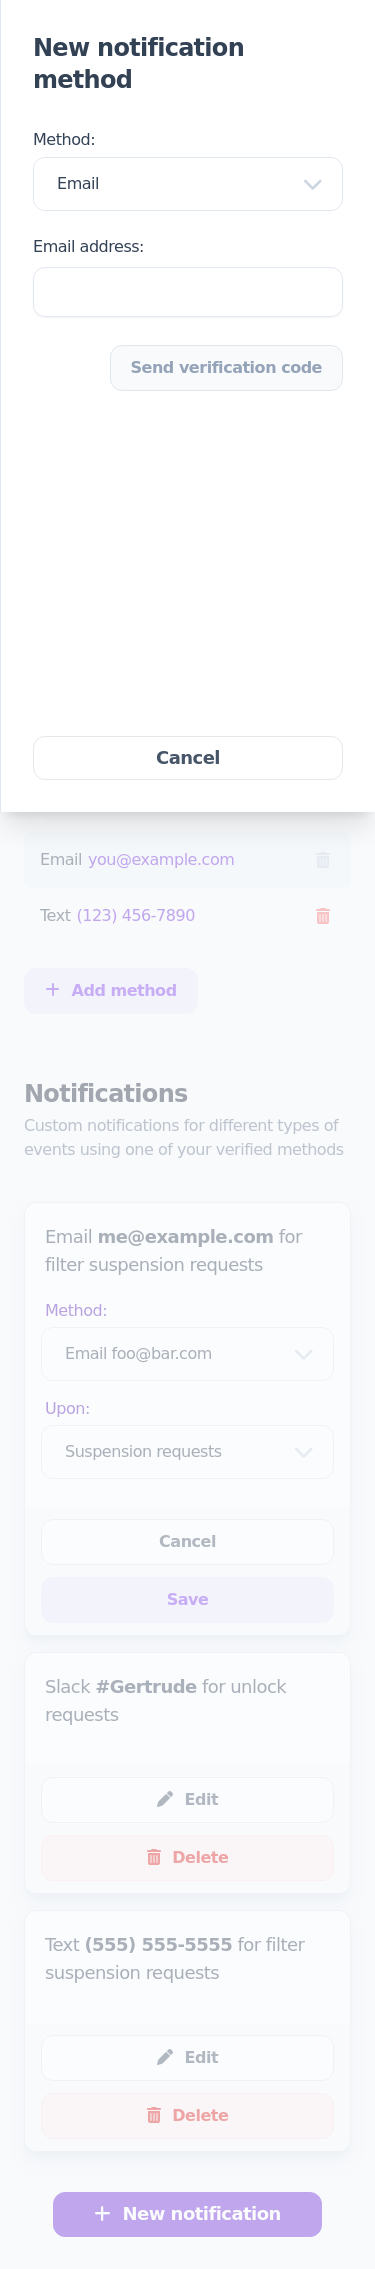 New notification
method
Method:
Email
Email address:
Send verification code
Cancel
Email you@example.com
Text (123) 456-7890
Add method
Notifications
Custom notifications for different types of
events using one of your verified methods
Email me@example.com for
filter suspension requests
Method:
Email foo@bar.com
Upon:
Suspension requests
Cancel
Save
Slack #Gertrude for unlock
requests
Edit
Delete
Text (555) 555-5555 for filter
suspension requests
Edit
Delete
New notification